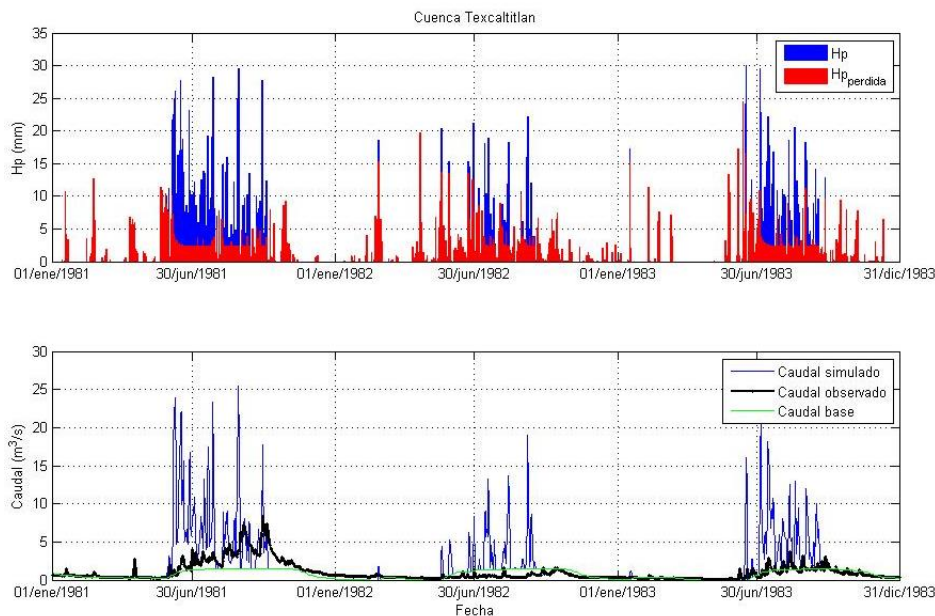 Cuenca Texcaltitlan
35
30
25
20
15
10
5
0
Hp (mm)
Hp
Hp_perdida
01/ene/1981 30/jun/1981 01/ene/1982 30/jun/1982 01/ene/1983 30/jun/1983 31/dic/1983
30
25
20
15
10
5
0
Caudal (m³/s)
Caudal simulado
Caudal observado
Caudal base
01/ene/1981 30/jun/1981 01/ene/1982 30/jun/1982 01/ene/1983 30/jun/1983 31/dic/1983
Fecha